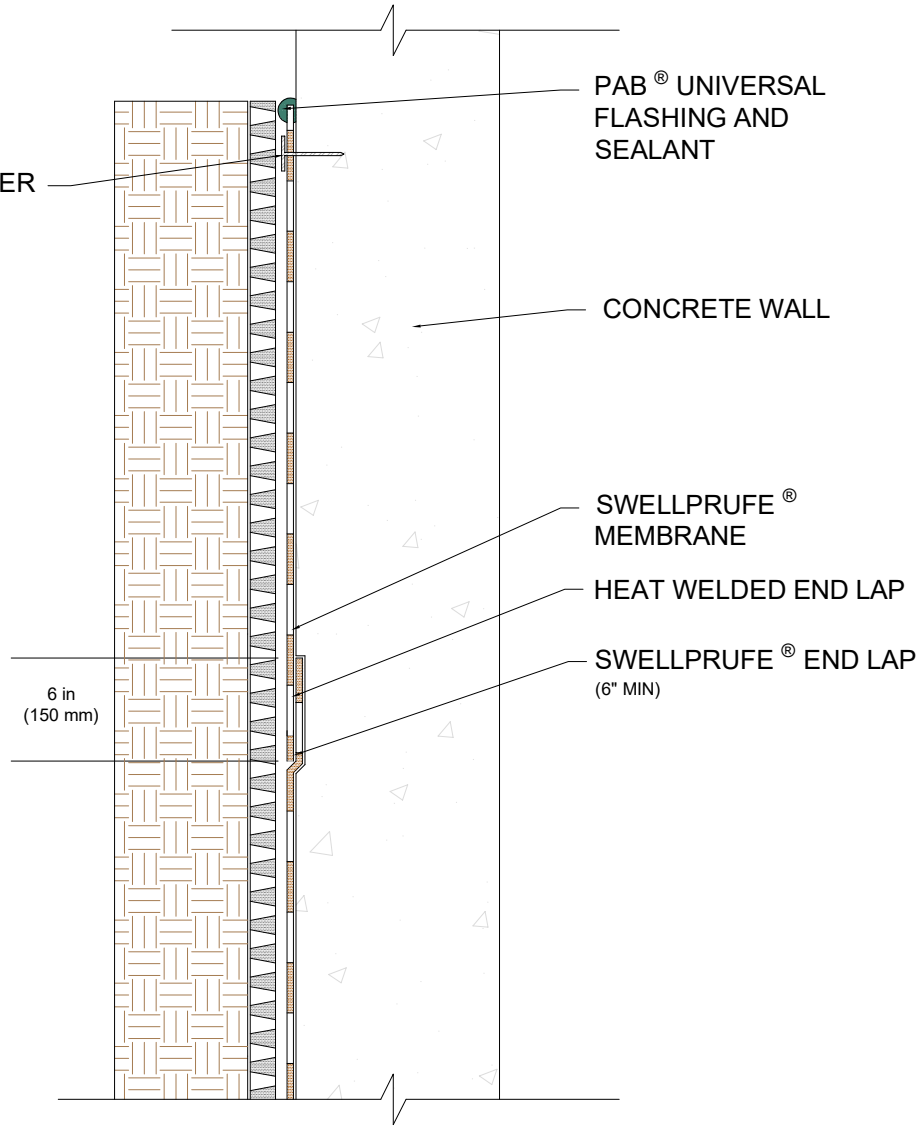 PAB ® UNIVERSAL
FLASHING AND
SEALANT
ER
CONCRETE WALL
SWELLPRUFE ®
MEMBRANE
HEAT WELDED END LAP
SWELLPRUFE ® END LAP
(6" MIN)
6 in
(150 mm)